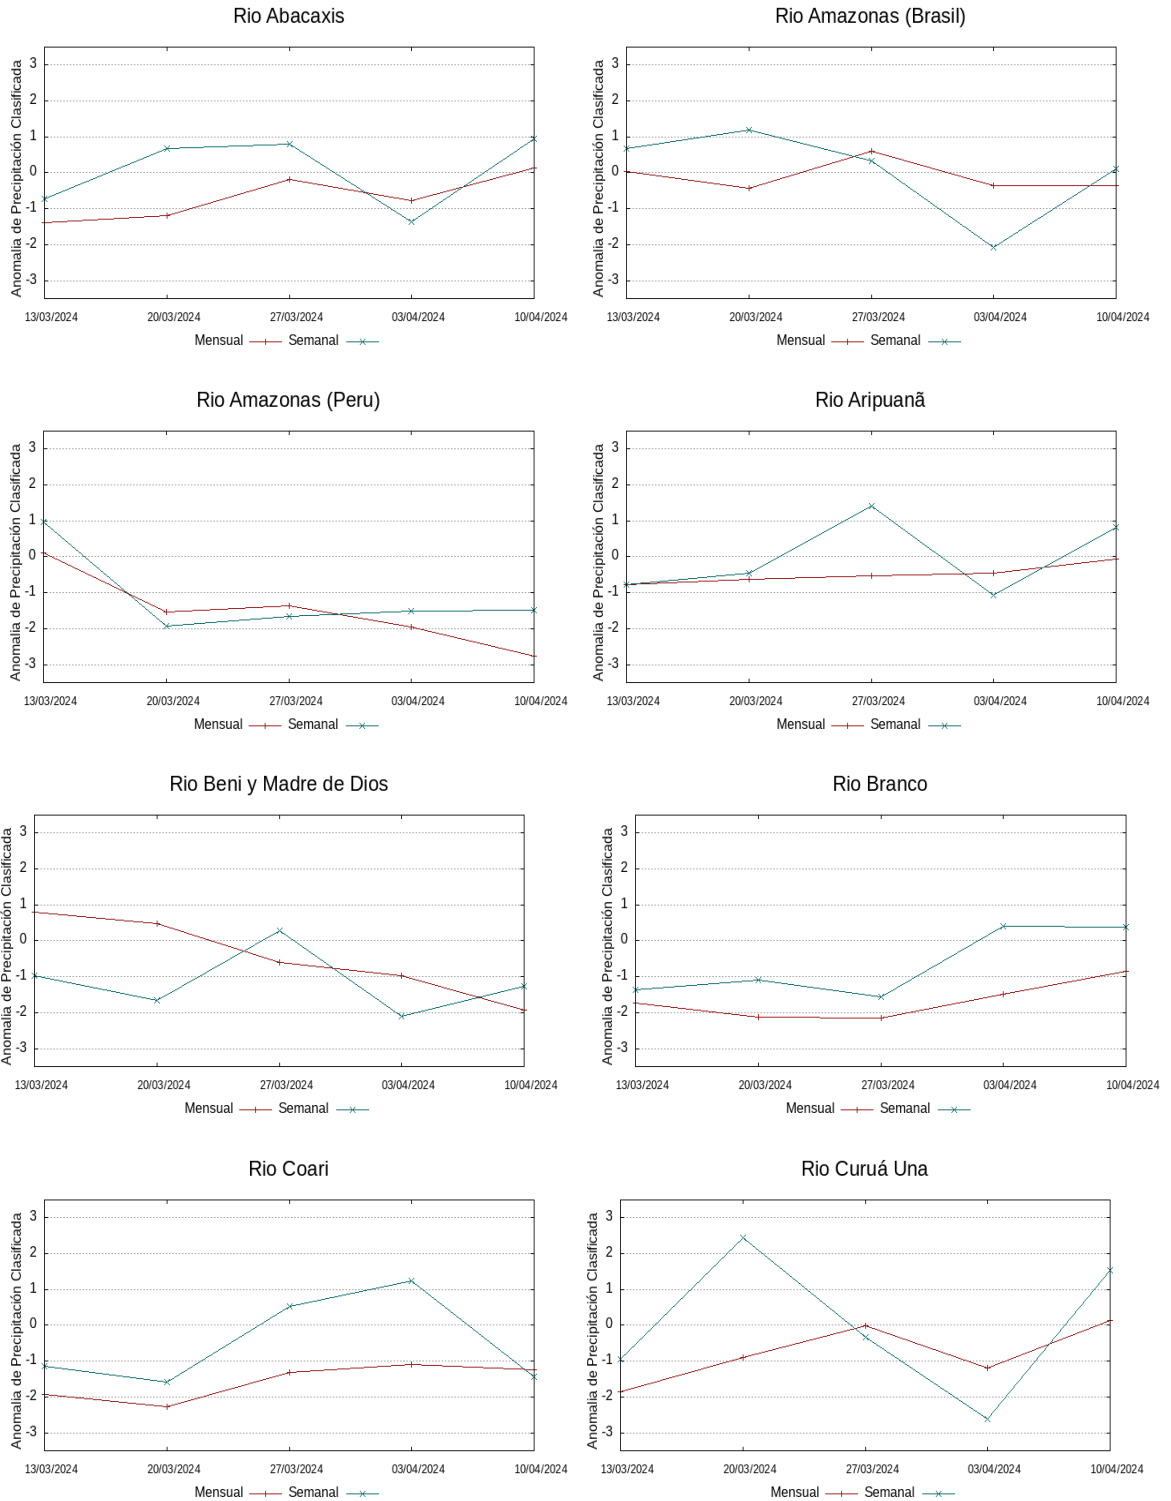 Rio Abacaxis
Anomalia de Precipitación Clasificada
3
2
1
0
-1
-2
-3
13/03/2024 20/03/2024 27/03/2024 03/04/2024 10/04/2024
Mensual Semanal
Rio Amazonas (Brasil)
Anomalia de Precipitación Clasificada
3
2
1
0
-1
-2
-3
13/03/2024 20/03/2024 27/03/2024 03/04/2024 10/04/2024
Mensual Semanal
Rio Amazonas (Peru)
Anomalia de Precipitación Clasificada
3
2
1
0
-1
-2
-3
13/03/2024 20/03/2024 27/03/2024 03/04/2024 10/04/2024
Mensual Semanal
Rio Aripuanã
Anomalia de Precipitación Clasificada
3
2
1
0
-1
-2
-3
13/03/2024 20/03/2024 27/03/2024 03/04/2024 10/04/2024
Mensual Semanal
Rio Beni y Madre de Dios
Anomalia de Precipitación Clasificada
3
2
1
0
-1
-2
-3
13/03/2024 20/03/2024 27/03/2024 03/04/2024 10/04/2024
Mensual Semanal
Rio Branco
Anomalia de Precipitación Clasificada
3
2
1
0
-1
-2
-3
13/03/2024 20/03/2024 27/03/2024 03/04/2024 10/04/2024
Mensual Semanal
Rio Coari
Anomalia de Precipitación Clasificada
3
2
1
0
-1
-2
-3
13/03/2024 20/03/2024 27/03/2024 03/04/2024 10/04/2024
Mensual Semanal
Rio Curuá Una
Anomalia de Precipitación Clasificada
3
2
1
0
-1
-2
-3
13/03/2024 20/03/2024 27/03/2024 03/04/2024 10/04/2024
Mensual Semanal